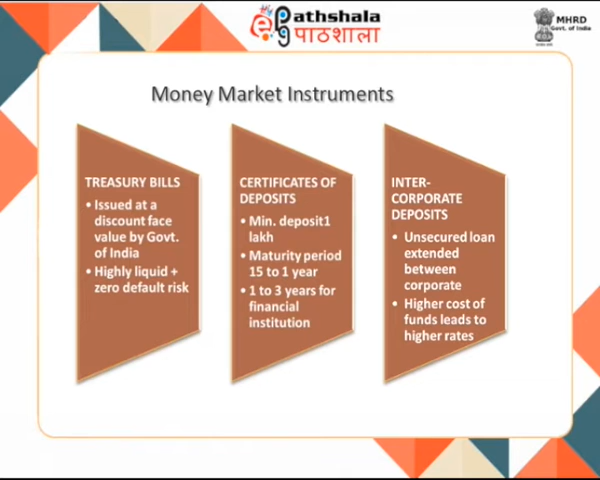 Pathshala
पाठशाला
MHRD
Govt. of India
Money Market Instruments
TREASURY BILLS
• Issued at a
discount face
value by Govt.
of India
• Highly liquid +
zero default risk
CERTIFICATES OF
DEPOSITS
• Min. deposit1
lakh
• Maturity period
15 to 1 year
• 1 to 3 years for
financial
institution
INTER-
CORPORATE
DEPOSITS
• Unsecured loan
extended
between
corporate
• Higher cost of
funds leads to
higher rates